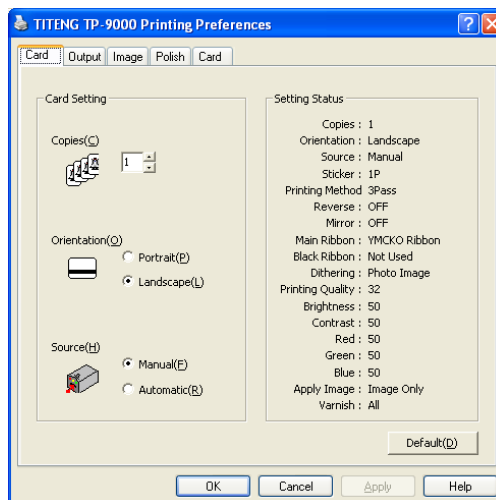 TITENG TP-9000 Printing Preferences
Card Output Image Polish Card
Card Setting
Copies(C)
1
Orientation(O)
Portrait(P)
Landscape(L)
Source(H)
Manual(F)
Automatic(R)
Setting Status
Copies : 1
Orientation : Landscape
Source : Manual
Sticker : 1P
Printing Method 3Pass
Reverse : OFF
Mirror : OFF
Main Ribbon : YMCKO Ribbon
Black Ribbon : Not Used
Dithering : Photo Image
Printing Quality : 32
Brightness : 50
Contrast : 50
Red : 50
Green : 50
Blue : 50
Apply Image : Image Only
Varnish : All
Default(D)
OK Cancel Apply Help